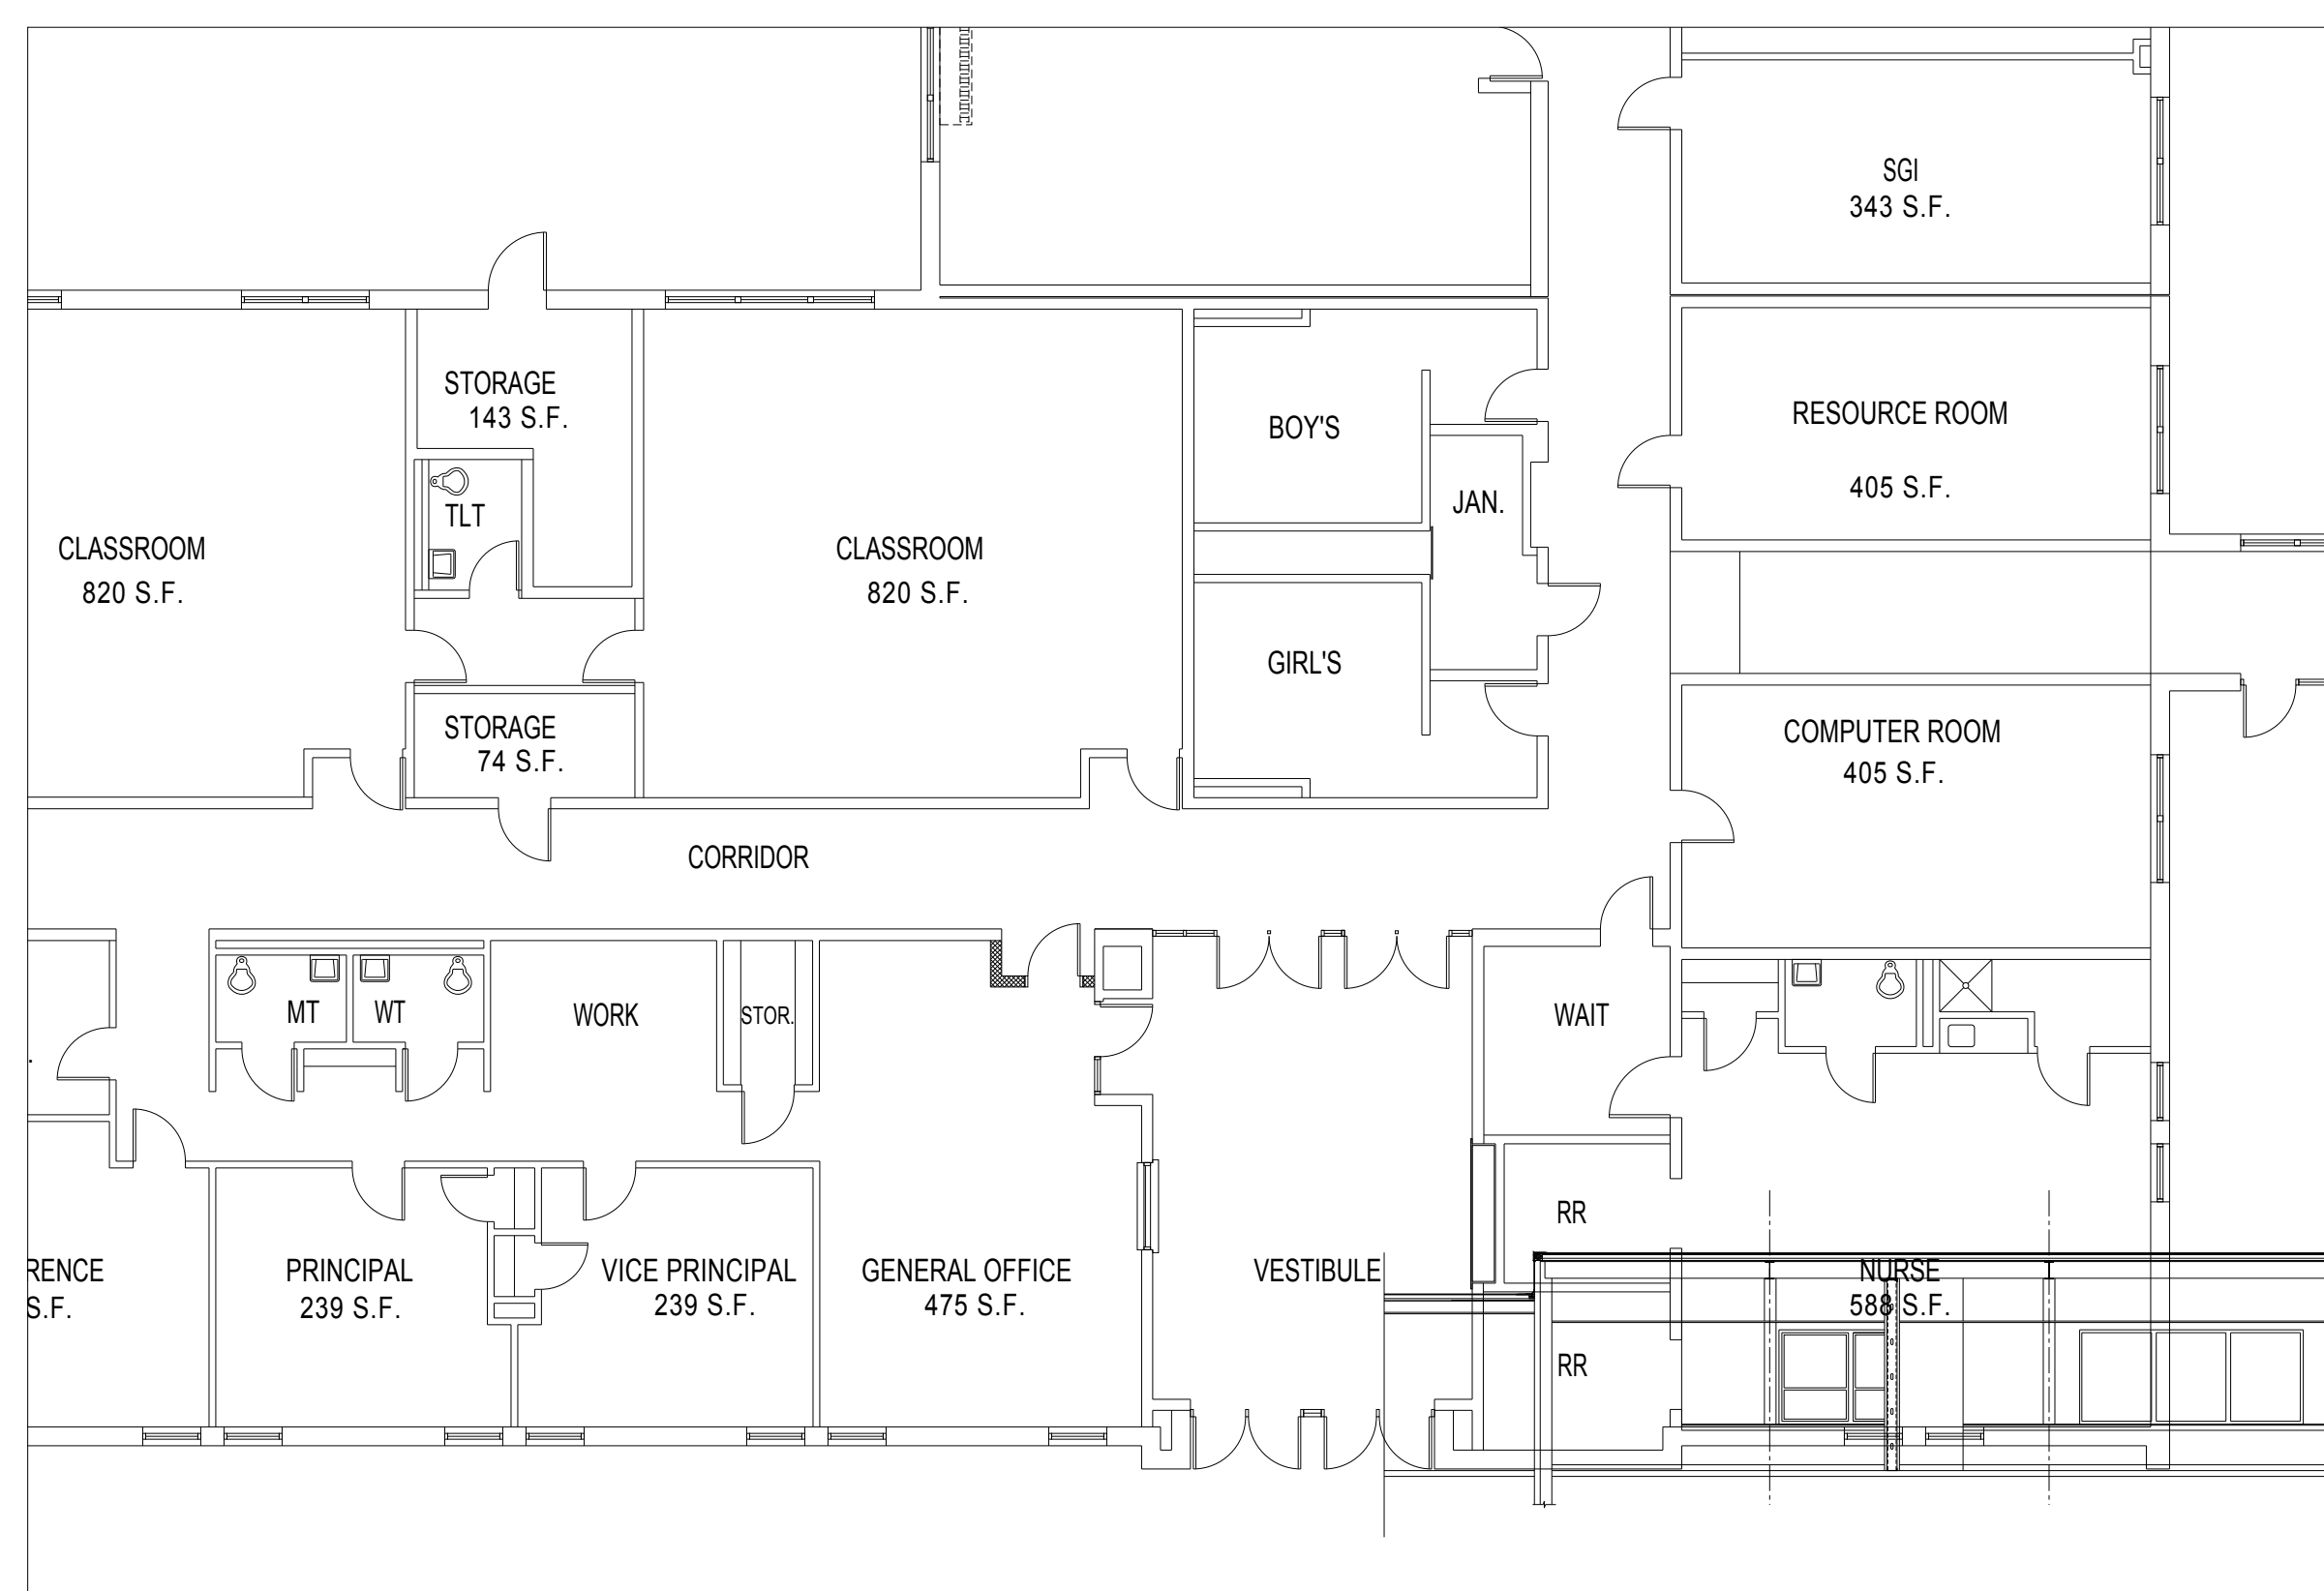 SGI
343 S.F.
STORAGE
143 S.F.
BOY'S
RESOURCE ROOM
405 S.F.
JAN.
TLT
CLASSROOM
820 S.F.
CLASSROOM
820 S.F.
GIRL'S
STORAGE
74 S.F.
COMPUTER ROOM
405 S.F.
CORRIDOR
MT
WT
WORK
STOR.
WAIT
RR
RENCE
S.F.
PRINCIPAL
239 S.F.
VICE PRINCIPAL
239 S.F.
GENERAL OFFICE
475 S.F.
VESTIBULE
NURSE
588 S.F.
RR